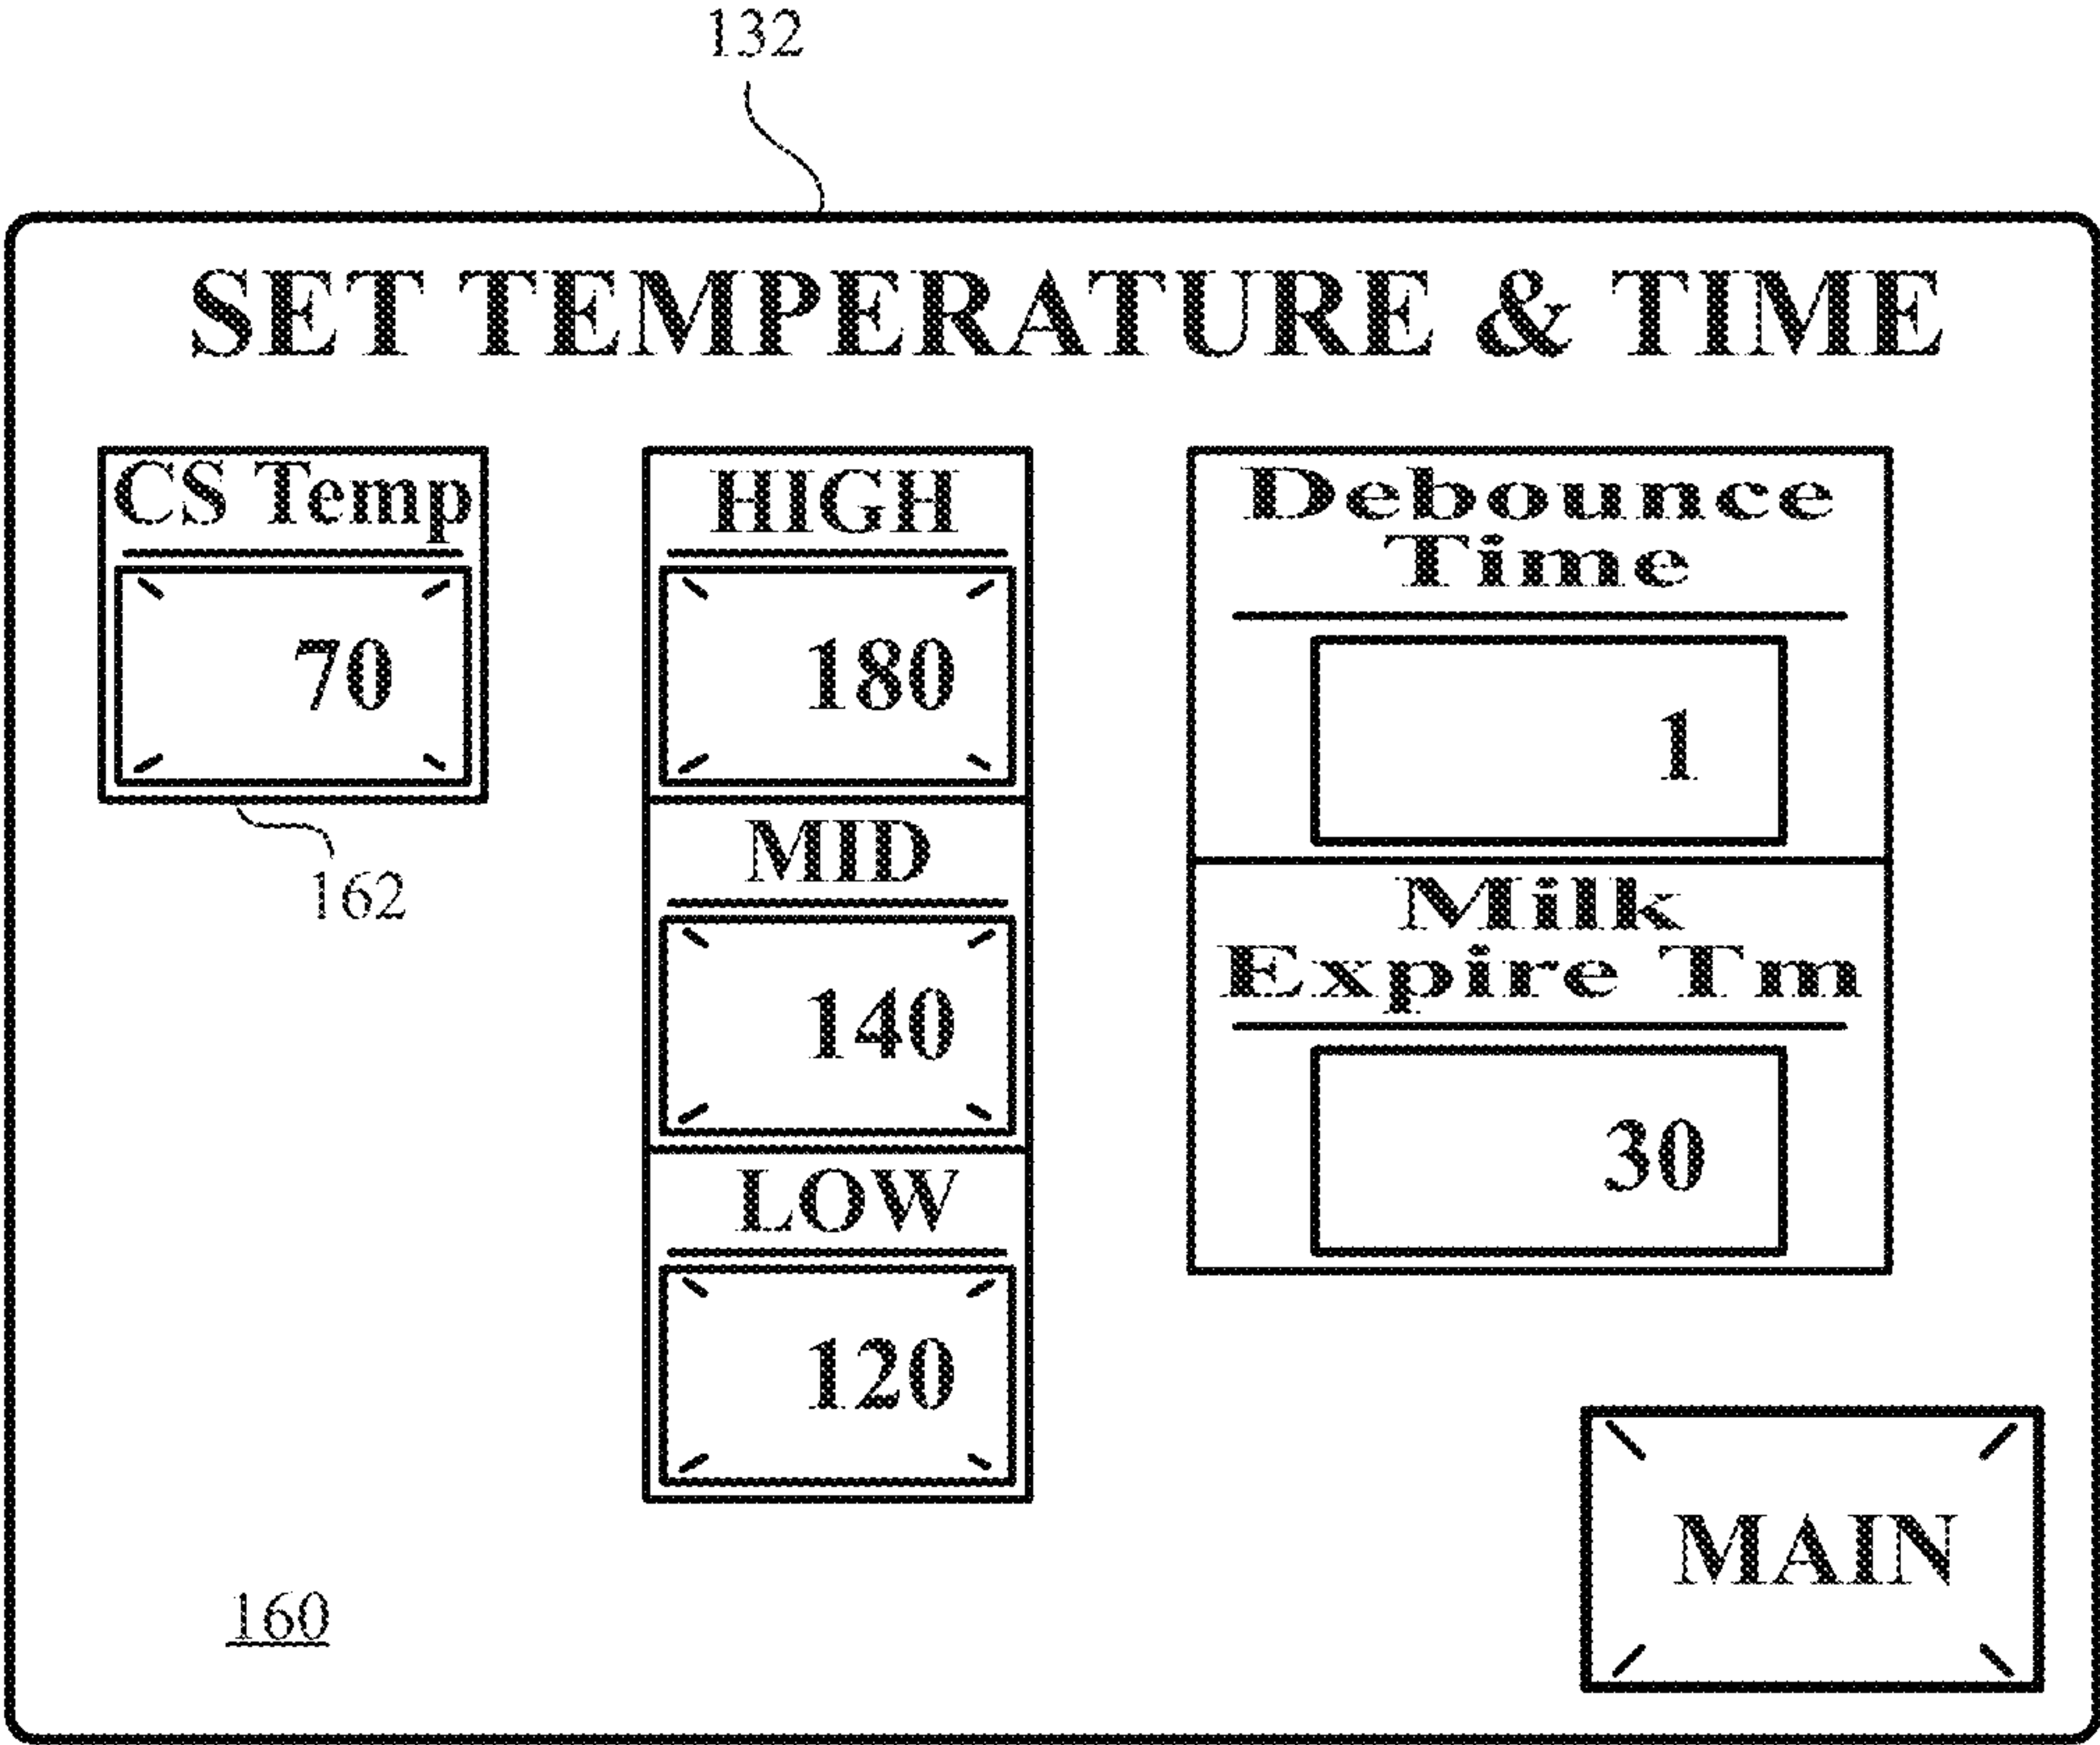 132
SET TEMPERATURE & TIME
CS Temp
70
162
HIGH
180
MID
140
LOW
120
Debounce
Time
1
Milk
Expire Tm
30
MAIN
160